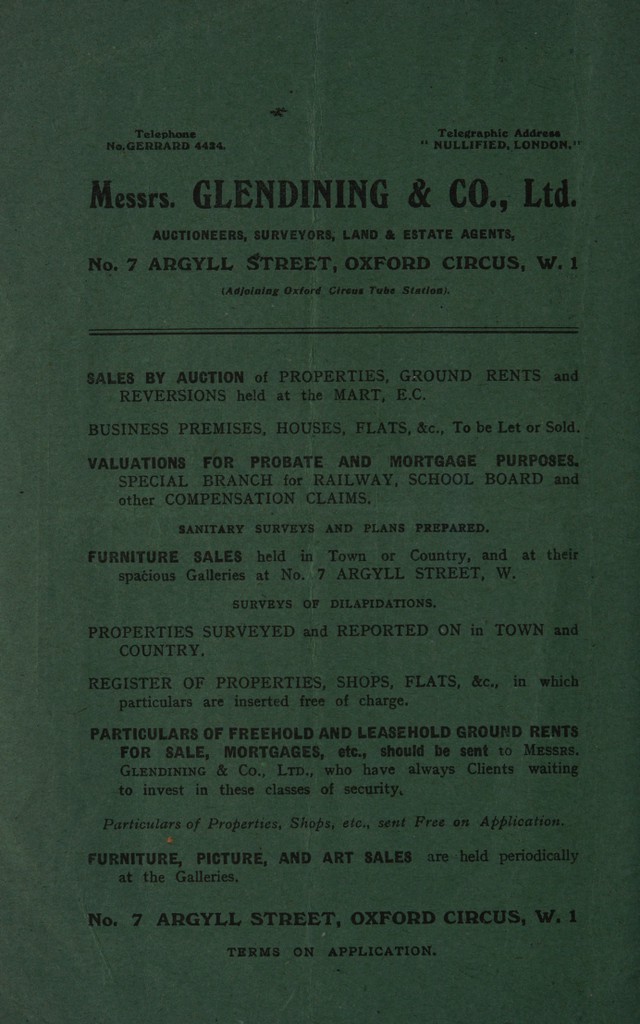 Telephone
No. GERRARD 4424.
Telegraphic Address
" NULLIFIED, LONDON."
Messrs. GLENDINING & CO., Ltd.
AUCTIONEERS, SURVEYORS, LAND & ESTATE AGENTS,
No. 7 ARGYLL STREET, OXFORD CIRCUS, W. 1
(Adjoining Oxford Circus Tube Station).
SALES BY AUCTION of PROPERTIES, GROUND RENTS and
REVERSIONS held at the MART, E.C.
BUSINESS PREMISES, HOUSES, FLATS, &c., To be Let or Sold.
VALUATIONS FOR PROBATE AND MORTGAGE PURPOSES.
SPECIAL BRANCH for RAILWAY, SCHOOL BOARD and
other COMPENSATION CLAIMS.
SANITARY SURVEYS AND PLANS PREPARED.
FURNITURE SALES held in Town or Country, and at their
spacious Galleries at No. 7 ARGYLL STREET, W.
SURVEYS OF DILAPIDATIONS.
PROPERTIES SURVEYED and REPORTED ON in TOWN and
COUNTRY.
REGISTER OF PROPERTIES, SHOPS, FLATS, &c., in which
particulars are inserted free of charge.
PARTICULARS OF FREEHOLD AND LEASEHOLD GROUND RENTS
FOR SALE, MORTGAGES, etc., should be sent to MESSRS.
GLENDINING & CO., LTD., who have always Clients waiting
to invest in these classes of security.
Particulars of Properties, Shops, etc., sent Free on Application.
FURNITURE, PICTURE, AND ART SALES are held periodically
at the Galleries.
No. 7 ARGYLL STREET, OXFORD CIRCUS, W. 1
TERMS ON APPLICATION.